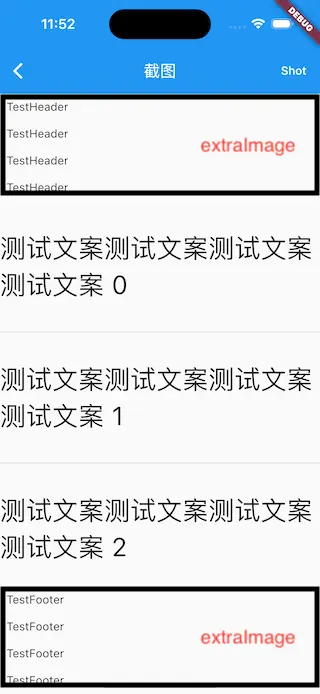 11:52
DEBUG
截图
Shot
TestHeader
TestHeader
extraImage
TestHeader
TestHeader
测试文案测试文案测试文案
测试文案 0
测试文案测试文案测试文案
测试文案 1
测试文案测试文案测试文案
测试文案 2
TestFooter
TestFooter
extraImage
TestFooter
TestFooter